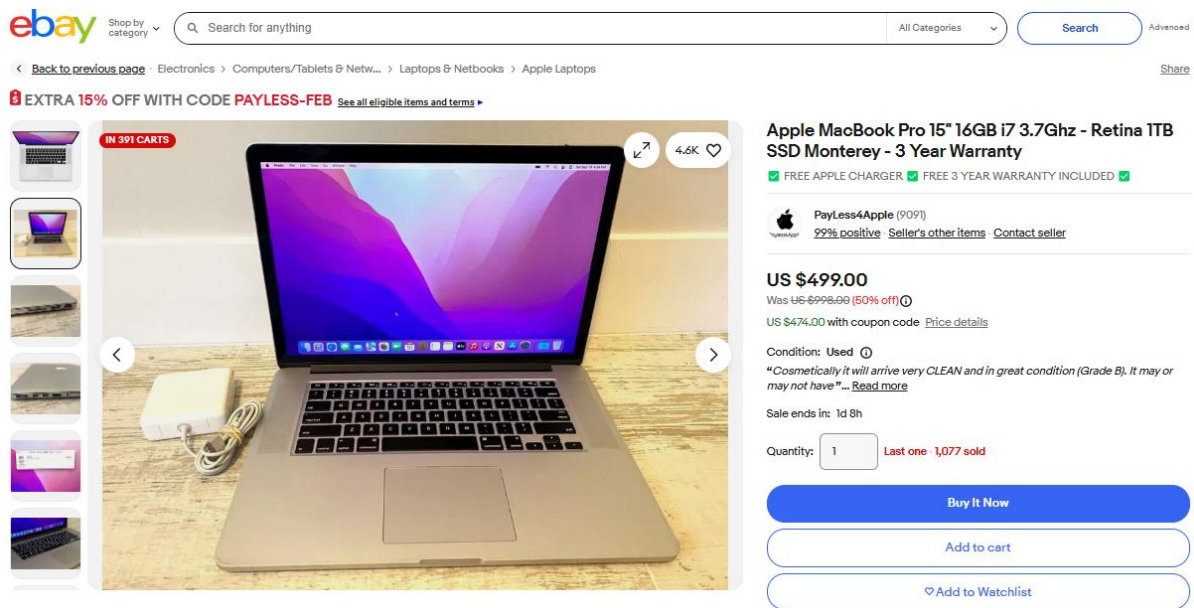 ebay
Shop by
category
Search for anything
All Categories
Search
Advanced
Back to previous page · Electronics > Computers/Tablets & Netw... > Laptops & Netbooks > Apple Laptops
Share
EXTRA 15% OFF WITH CODE PAYLESS-FEB See all eligible items and terms
IN 391 CARTS
4.6K
Apple MacBook Pro 15" 16GB i7 3.7Ghz - Retina 1TB
SSD Monterey - 3 Year Warranty
✅ FREE APPLE CHARGER ✅ FREE 3 YEAR WARRANTY INCLUDED ✅
PayLess4Apple (9091)
99% positive · Seller's other items · Contact seller
US $499.00
Was US $998.00 (50% off)
US $474.00 with coupon code Price details
Condition: Used
"Cosmetically it will arrive very CLEAN and in great condition (Grade B). It may or
may not have"... Read more
Sale ends in: 1d 8h
Quantity: 1 Last one · 1,077 sold
Buy It Now
Add to cart
Add to Watchlist